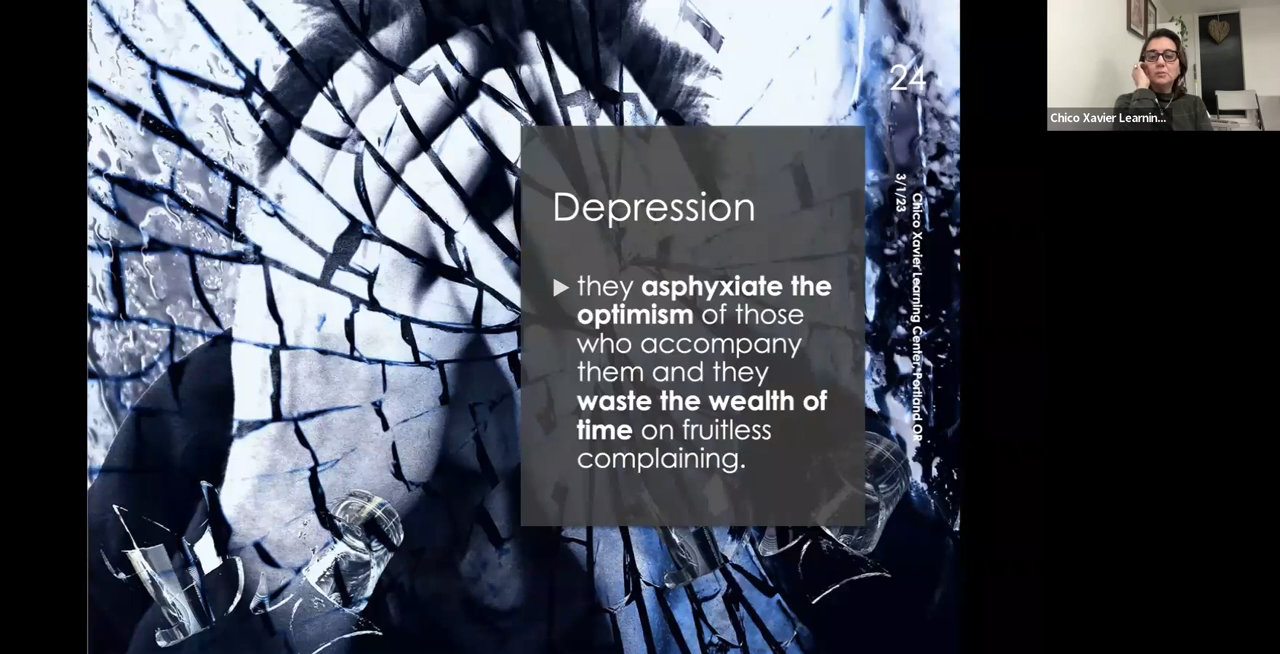 24
Depression
they asphyxiate the
optimism of those
who accompany
them and they
waste the wealth of
time on fruitless
complaining.
3/1/23
Chico Xavier Learning Center, Portland OR
Chico Xavier Learnin...